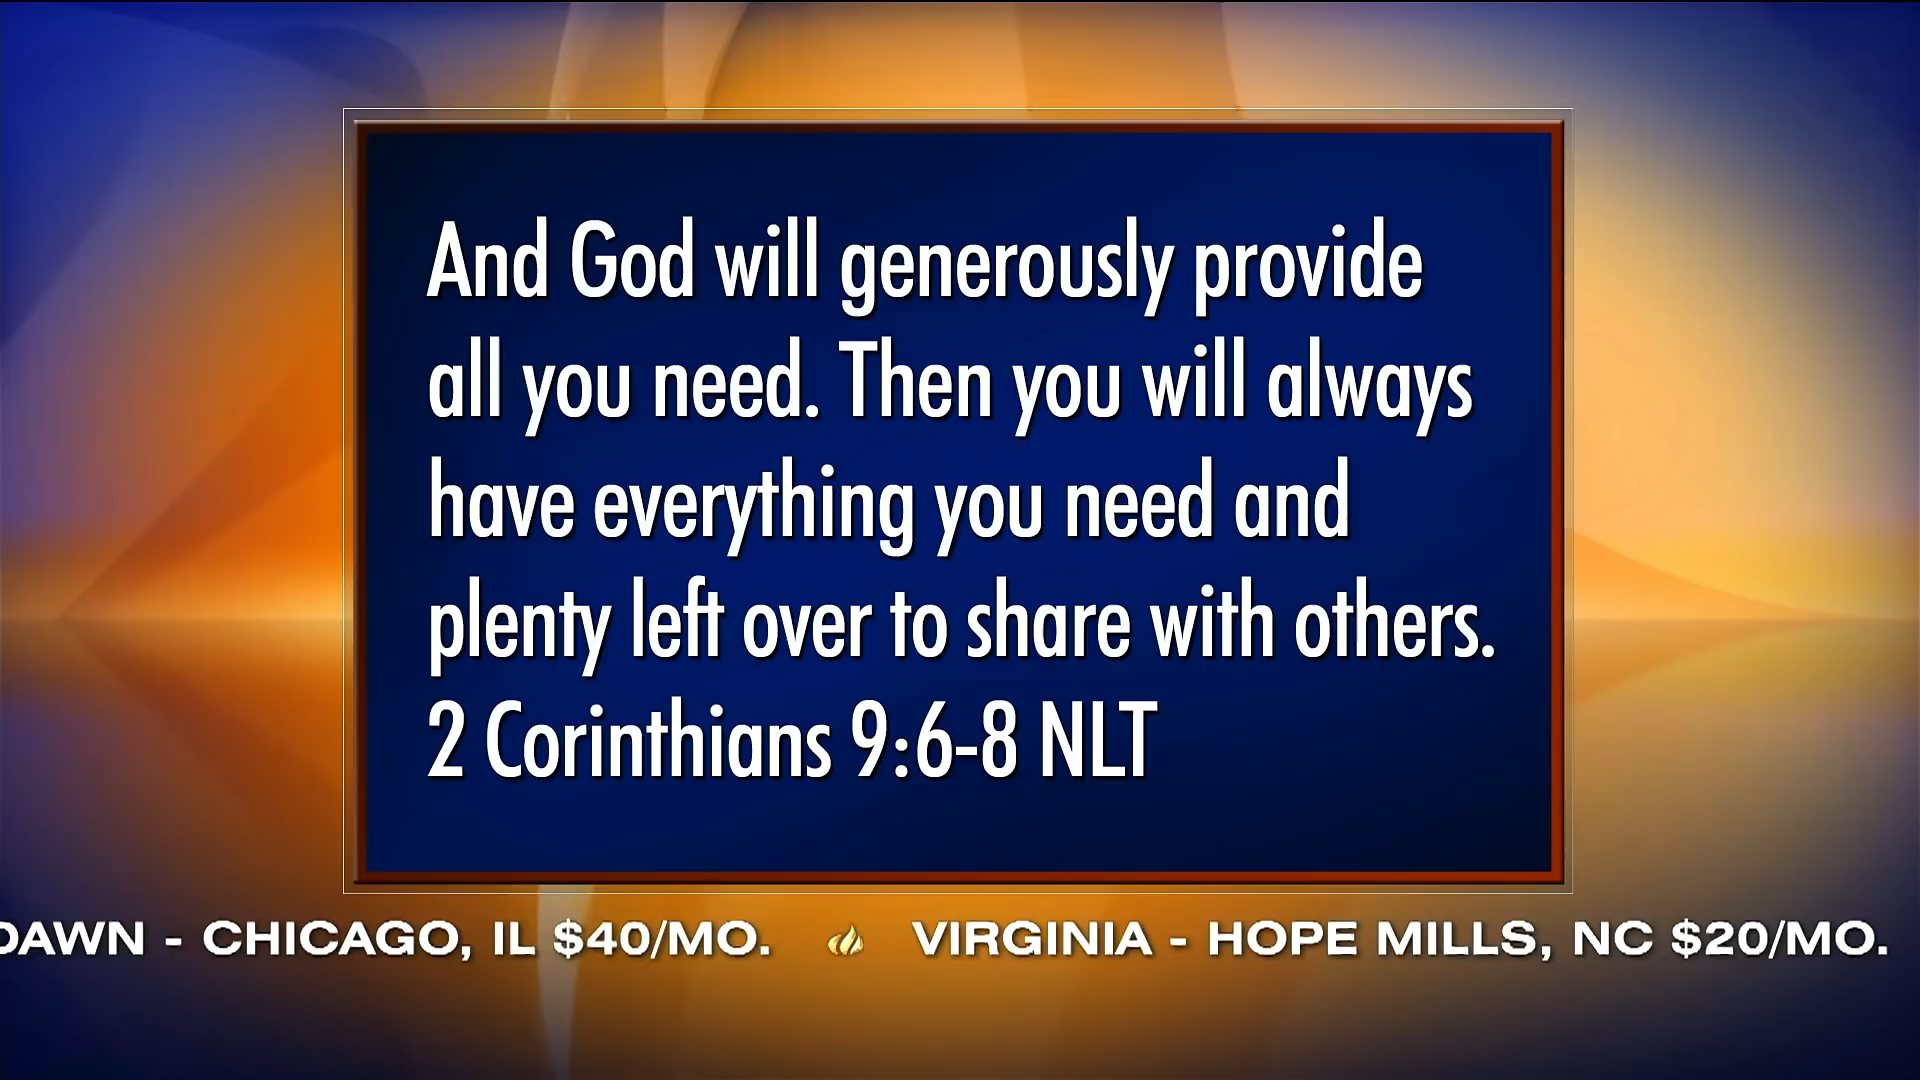 And God will generously provide
all you need. Then you will always
have everything you need and
plenty left over to share with others.
2 Corinthians 9:6-8 NLT
DAWN - CHICAGO, IL $40/MO. VIRGINIA - HOPE MILLS, NC $20/MO.